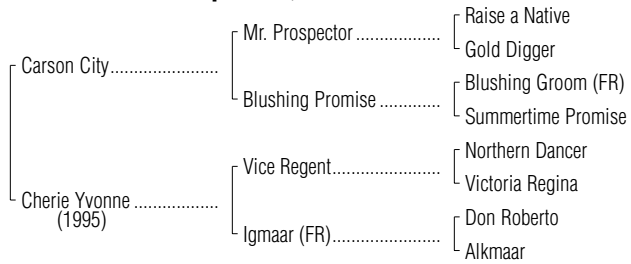 Raise a Native
Mr. Prospector ..................
Gold Digger
Carson City.......................
Blushing Groom (FR)
Blushing Promise .............
Summertime Promise
Northern Dancer
Vice Regent.......................
Victoria Regina
Cherie Yvonne ..................
(1995)
Don Roberto
Igmaar (FR).......................
Alkmaar